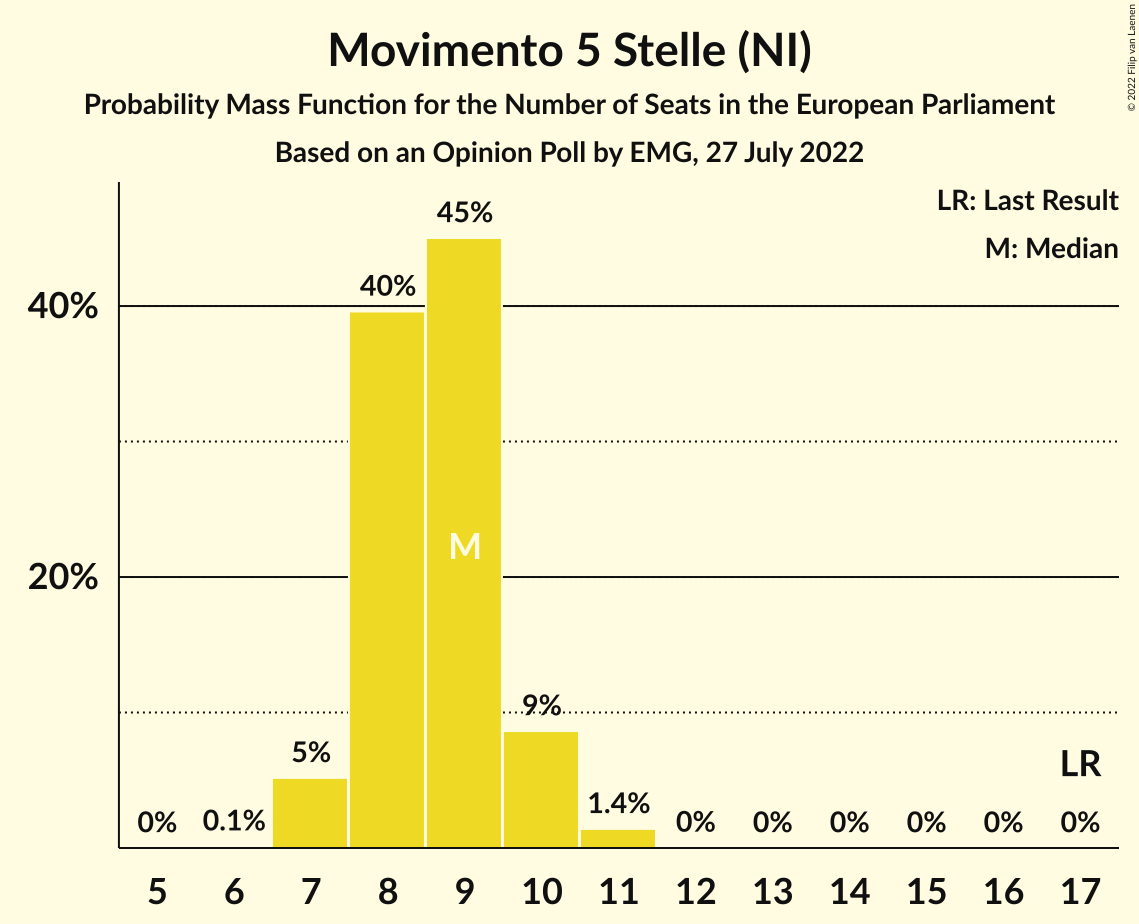 Movimento 5 Stelle (NI)
Probability Mass Function for the Number of Seats in the European Parliament
Based on an Opinion Poll by EMG, 27 July 2022
© 2022 Filip van Laenen
LR: Last Result
M: Median
45%
40%
40%
M
20%
9%
5%
LR
1.4%
0%
0.1%
0%
0%
0%
0%
0%
0%
5 6 7 8 9 10 11 12 13 14 15 16 17